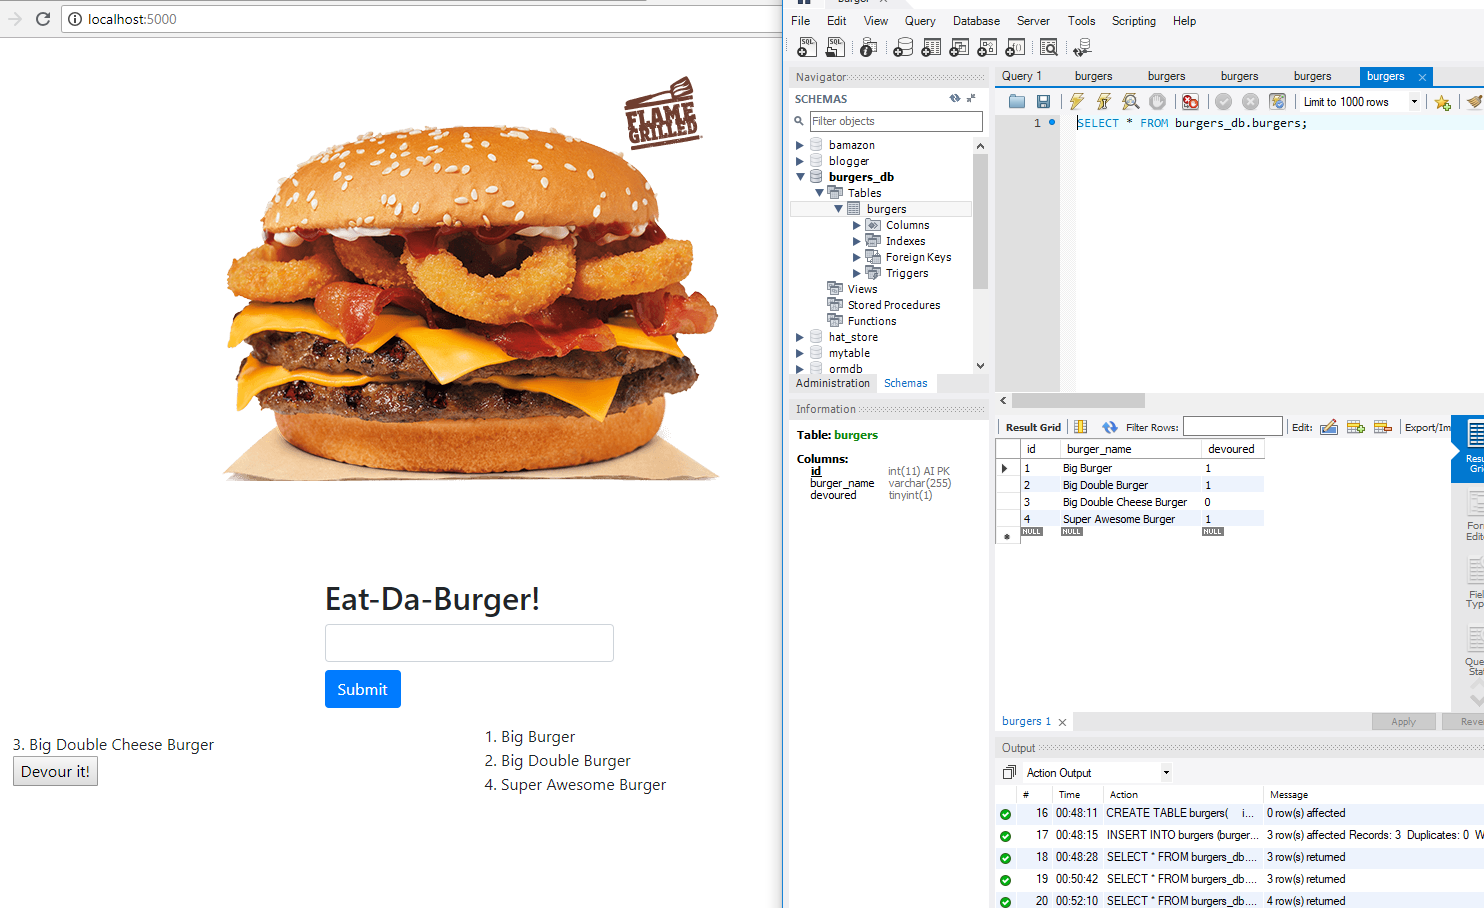 localhost:5000
FLAME
GRILLED
Eat-Da-Burger!
Submit
3. Big Double Cheese Burger
Devour it!
1. Big Burger
2. Big Double Burger
4. Super Awesome Burger
File Edit View Query Database Server Tools Scripting Help
Navigator
SCHEMAS
Filter objects
bamazon
blogger
burgers_db
Tables
burgers
Columns
Indexes
Foreign Keys
Triggers
Views
Stored Procedures
Functions
hat_store
mytable
ormdb
Administration Schemas
Information
Table: burgers
Columns:
id int(11) AI PK
burger_name varchar(255)
devoured tinyint(1)
Query 1 burgers burgers burgers burgers burgers
Limit to 1000 rows
1 SELECT * FROM burgers_db.burgers;
Result Grid Filter Rows: Edit: Export/Im
id burger_name devoured
1 Big Burger 1
2 Big Double Burger 1
3 Big Double Cheese Burger 0
4 Super Awesome Burger 1
NULL NULL NULL
Resu
Gri
For
Edit
Fiel
Typ
Que
Sta
burgers 1 Apply Reve
Output
Action Output
# Time Action Message
16 00:48:11 CREATE TABLE burgers( i... 0 row(s) affected
17 00:48:15 INSERT INTO burgers (burger... 3 row(s) affected Records: 3 Duplicates: 0 W
18 00:48:28 SELECT * FROM burgers_db.... 3 row(s) returned
19 00:50:42 SELECT * FROM burgers_db.... 3 row(s) returned
20 00:52:10 SELECT * FROM burgers_db.... 4 row(s) returned